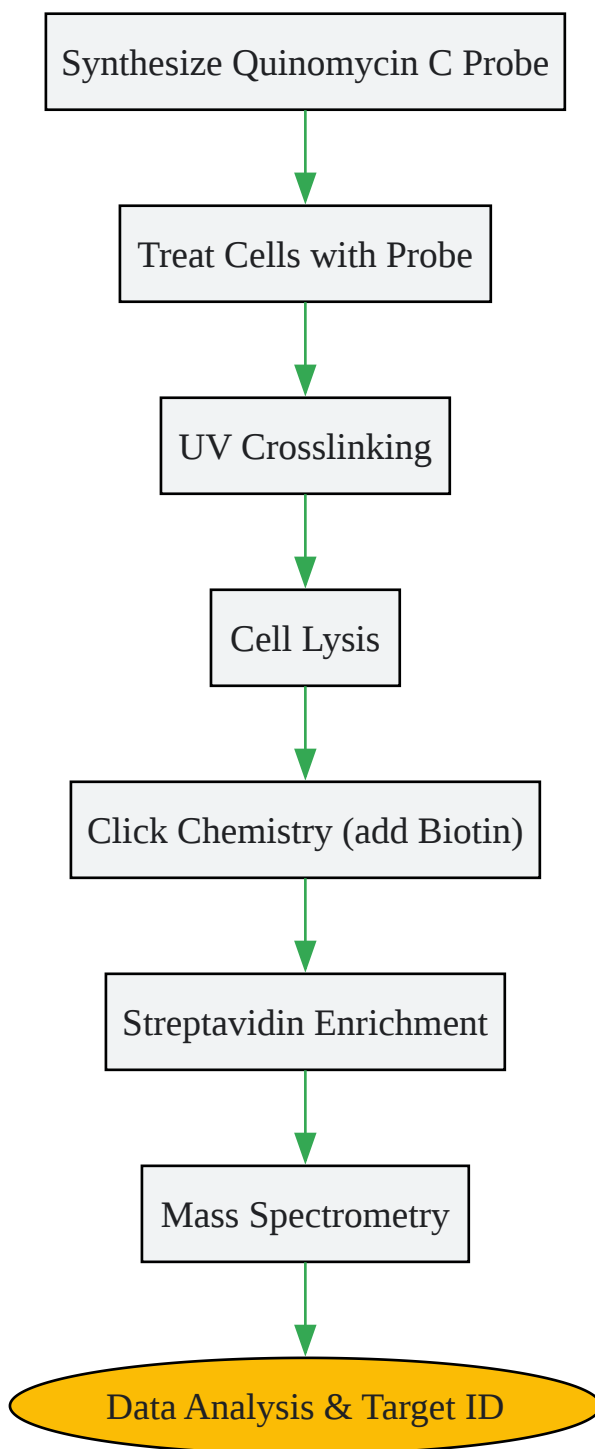 Synthesize Quinomycin C Probe
Treat Cells with Probe
UV Crosslinking
Cell Lysis
Click Chemistry (add Biotin)
Streptavidin Enrichment
Mass Spectrometry
Data Analysis & Target ID